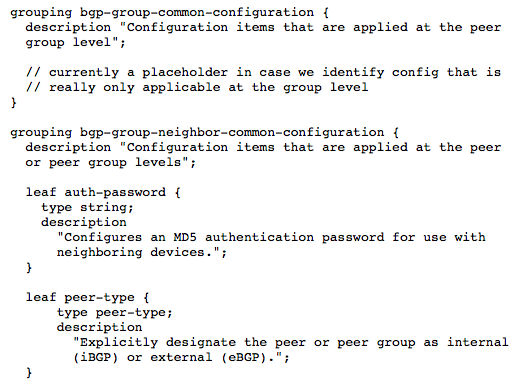 grouping bgp-group-common-configuration {
description "Configuration items that are applied at the peer
group level";
// currently a placeholder in case we identify config that is
// really only applicable at the group level
}
grouping bgp-group-neighbor-common-configuration {
description "Configuration items that are applied at the peer
or peer group levels";
leaf auth-password {
type string;
description
"Configures an MD5 authentication password for use with
neighboring devices.";
}
leaf peer-type {
type peer-type;
description
"Explicitly designate the peer or peer group as internal
(iBGP) or external (eBGP).";
}